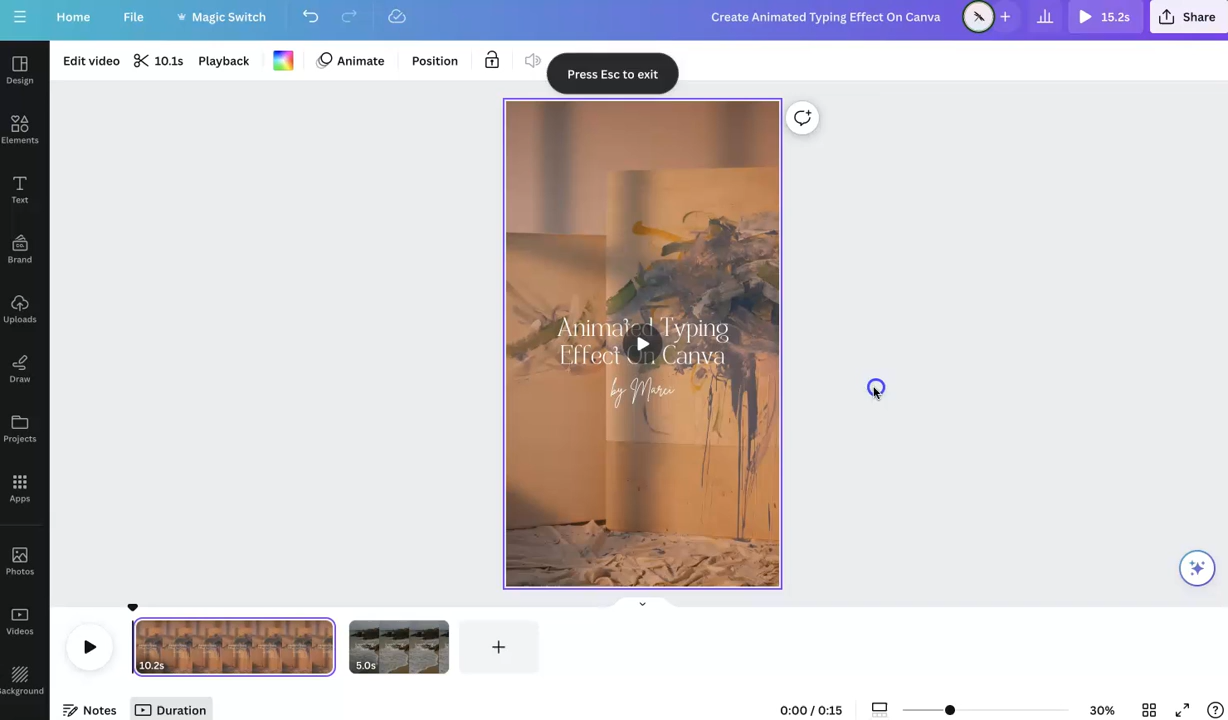 Home File Magic Switch Create Animated Typing Effect On Canva 15.2s Share
Edit video 10.1s Playback Animate Position
Press Esc to exit
Design
Elements
Text
Brand
Uploads
Draw
Projects
Apps
Photos
Videos
Background
Animated Typing
Effect On Canva
by Marci
10.2s 5.0s
Notes Duration 0:00 / 0:15 30%